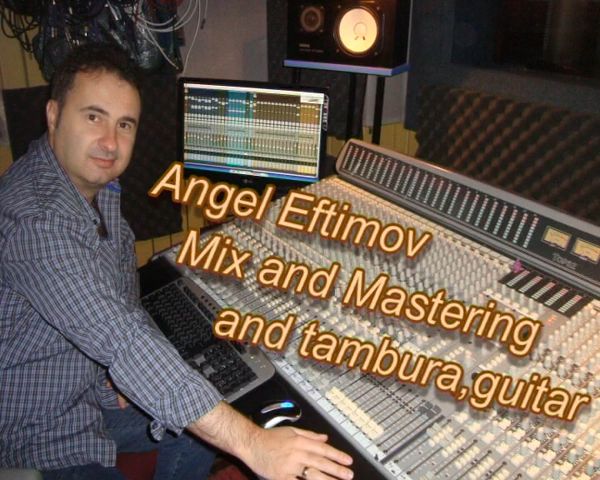 Angel Eftimov
Mix and Mastering
and tambura,guitar